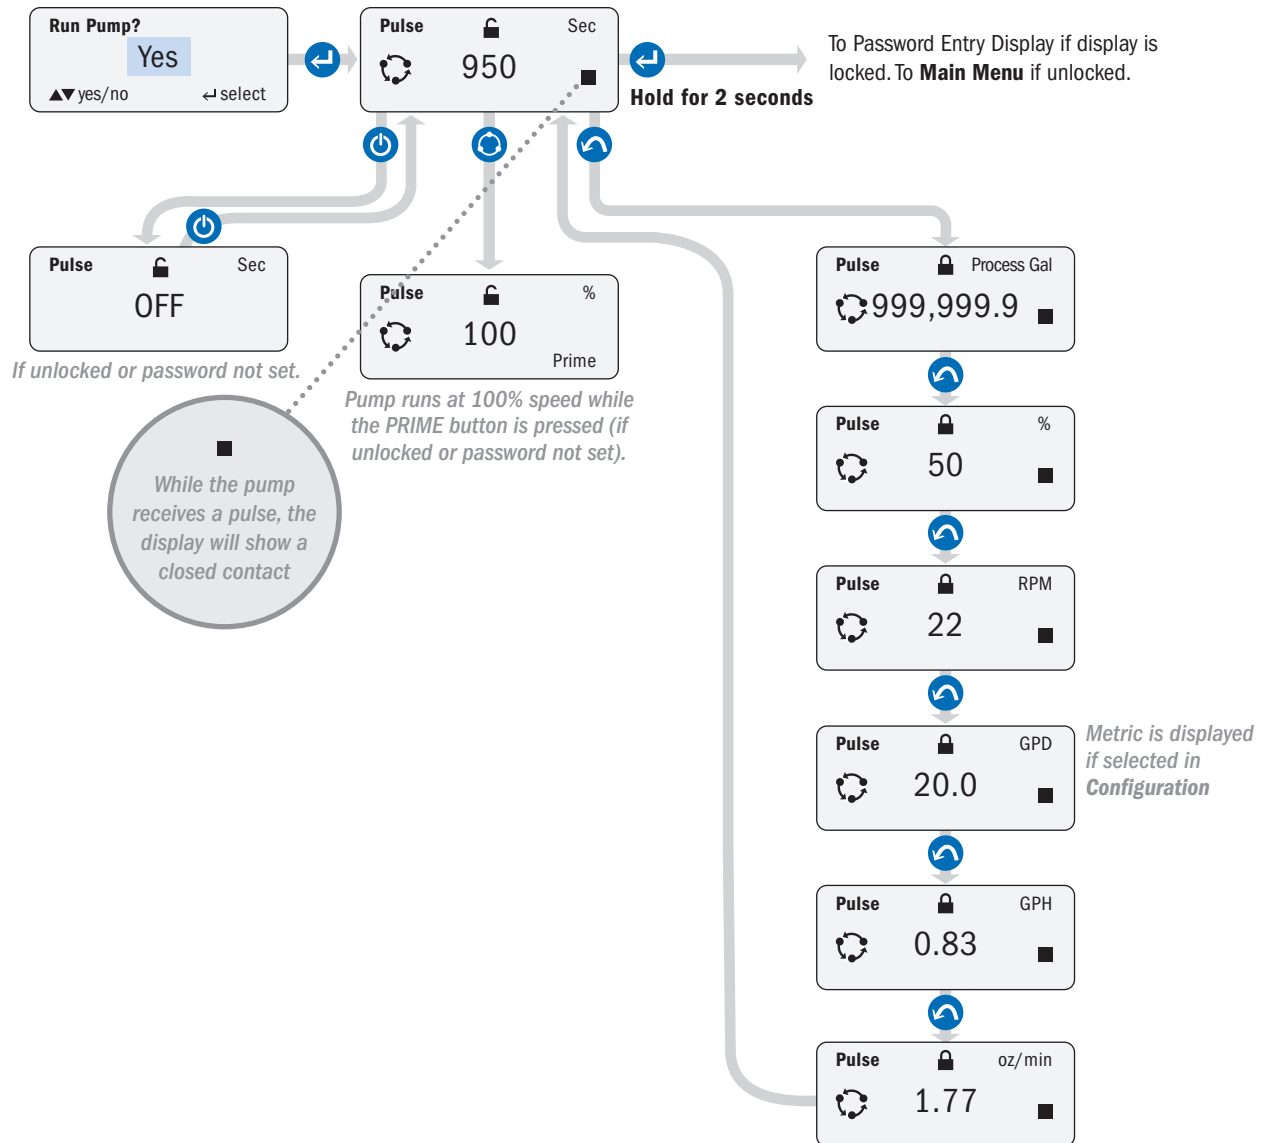 Run Pump?
Yes
▲▼ yes/no ↵ select
Pulse Sec
950
Hold for 2 seconds
To Password Entry Display if display is
locked. To Main Menu if unlocked.
Pulse Sec
OFF
If unlocked or password not set.
Pulse %
100
Prime
Pump runs at 100% speed while
the PRIME button is pressed (if
unlocked or password not set).
While the pump
receives a pulse, the
display will show a
closed contact
Pulse Process Gal
999,999.9
Pulse %
50
Pulse RPM
22
Pulse GPD
20.0
Metric is displayed
if selected in
Configuration
Pulse GPH
0.83
Pulse oz/min
1.77